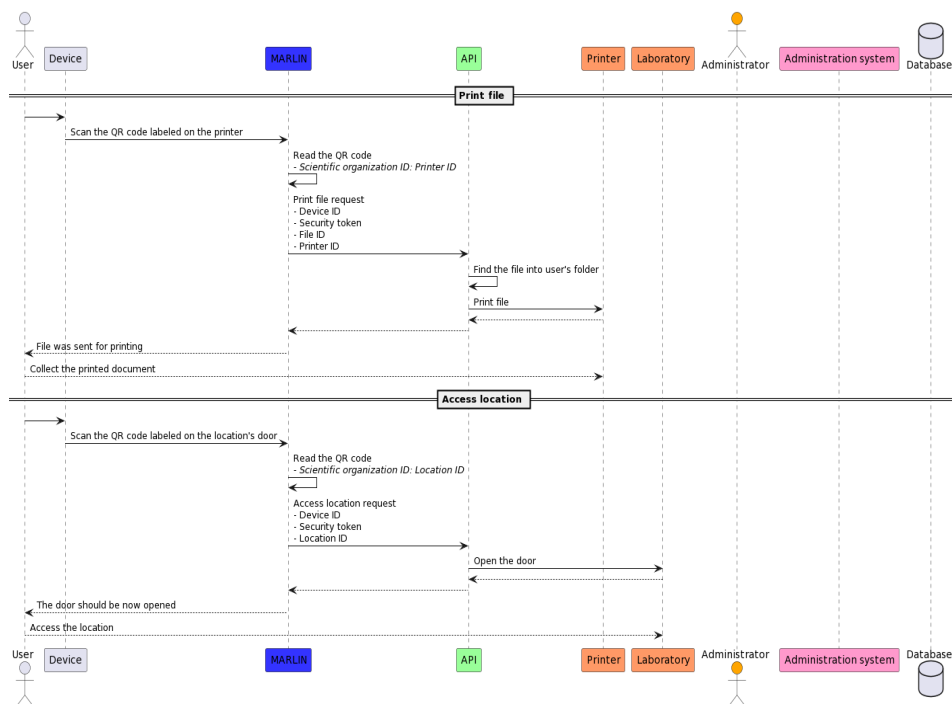 User
Device
MARLIN
API
Printer
Laboratory
Administrator
Administration system
Database
Print file
Scan the QR code labeled on the printer
Read the QR code
- Scientific organization ID: Printer ID
Print file request
- Device ID
- Security token
- File ID
- Printer ID
Find the file into user's folder
Print file
File was sent for printing
Collect the printed document
Access location
Scan the QR code labeled on the location's door
Read the QR code
- Scientific organization ID: Location ID
Access location request
- Device ID
- Security token
- Location ID
Open the door
The door should be now opened
Access the location
User
Device
MARLIN
API
Printer
Laboratory
Administrator
Administration system
Database